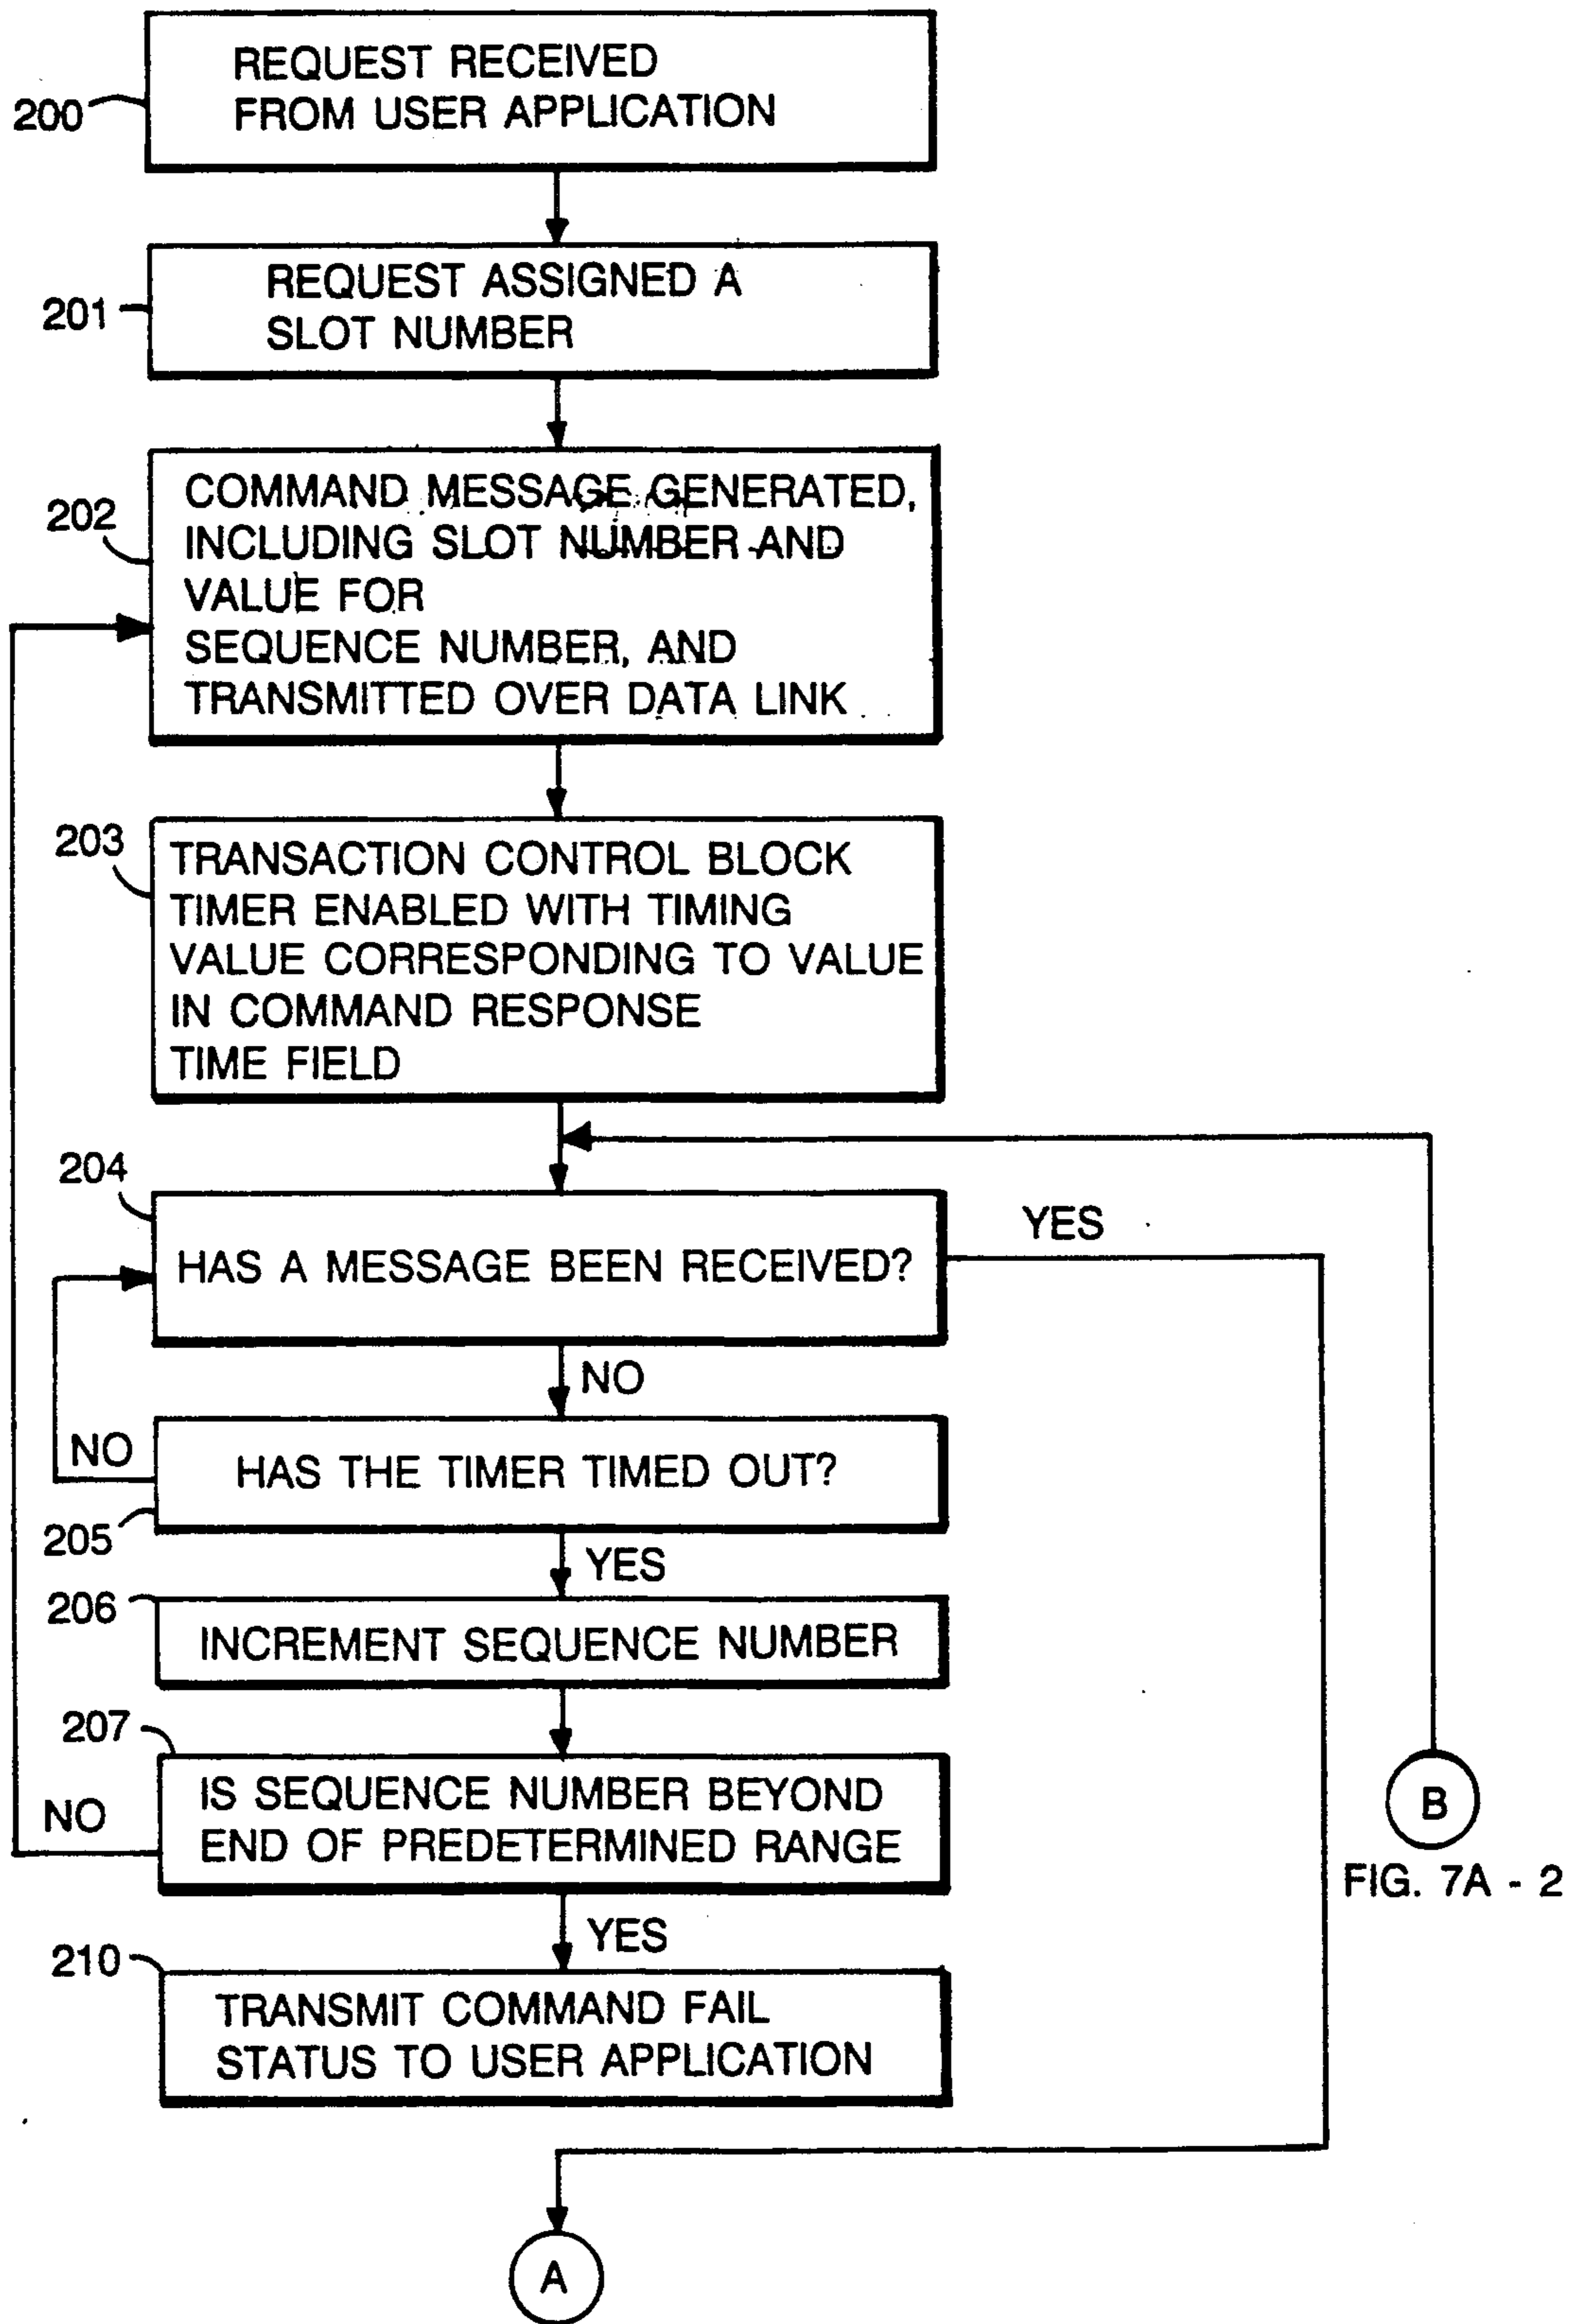 200
REQUEST RECEIVED
FROM USER APPLICATION
201
REQUEST ASSIGNED A
SLOT NUMBER
202
COMMAND MESSAGE GENERATED,
INCLUDING SLOT NUMBER AND
VALUE FOR
SEQUENCE NUMBER, AND
TRANSMITTED OVER DATA LINK
203
TRANSACTION CONTROL BLOCK
TIMER ENABLED WITH TIMING
VALUE CORRESPONDING TO VALUE
IN COMMAND RESPONSE
TIME FIELD
204
HAS A MESSAGE BEEN RECEIVED?
YES
NO
NO
HAS THE TIMER TIMED OUT?
205
YES
206
INCREMENT SEQUENCE NUMBER
207
IS SEQUENCE NUMBER BEYOND
END OF PREDETERMINED RANGE
NO
B
FIG. 7A - 2
YES
210
TRANSMIT COMMAND FAIL
STATUS TO USER APPLICATION
A